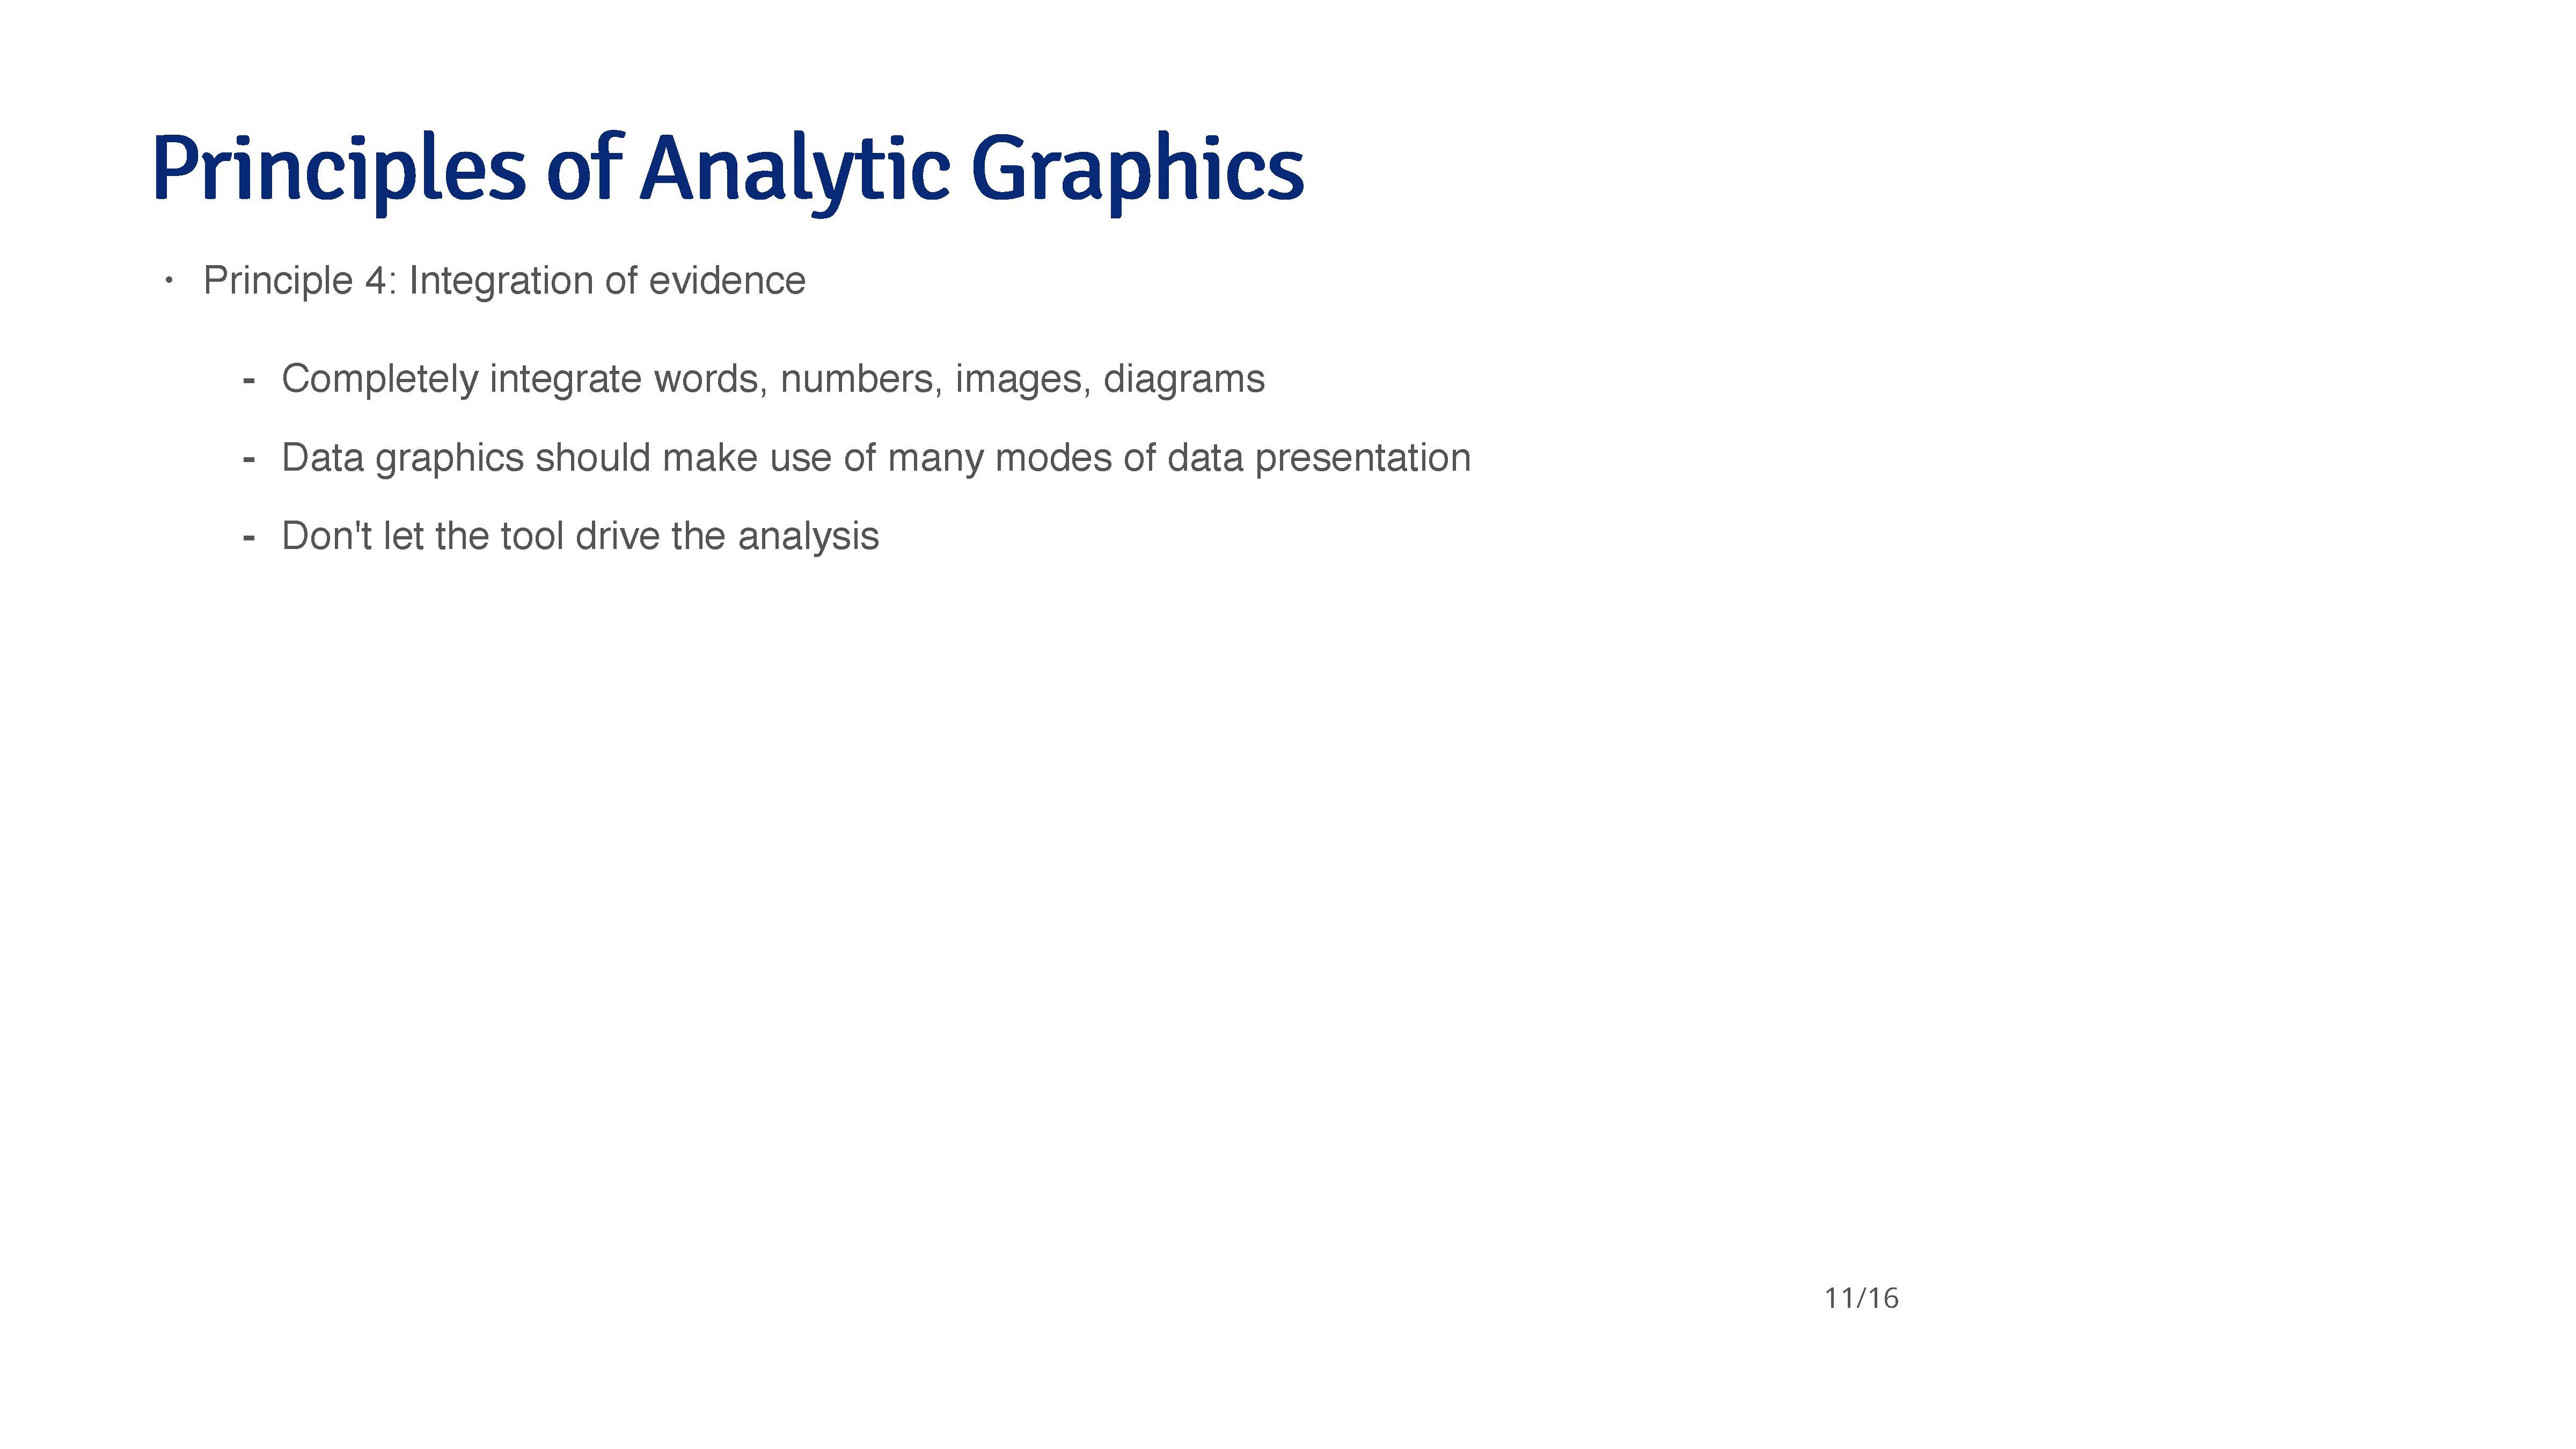 Principles of Analytic Graphics
· Principle 4: Integration of evidence
- Completely integrate words, numbers, images, diagrams
- Data graphics should make use of many modes of data presentation
- Don't let the tool drive the analysis
11/16